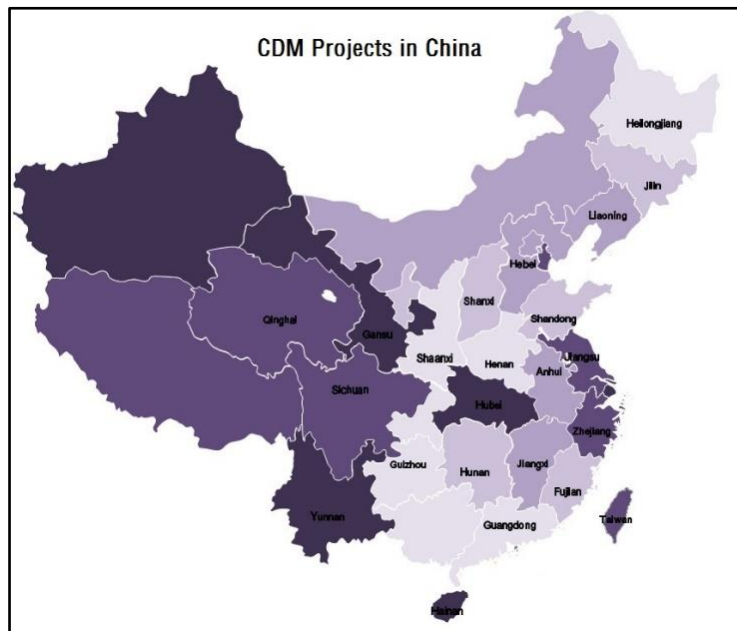 CDM Projects in China
Heilongjiang
Jilin
Liaoning
Hebei
Shanxi
Shandong
Qinghai
Gansu
Shaanxi
Henan
Jiangsu
Anhui
Sichuan
Hubei
Zhejiang
Guizhou
Hunan
Jiangxi
Fujian
Yunnan
Guangdong
Taiwan
Hainan